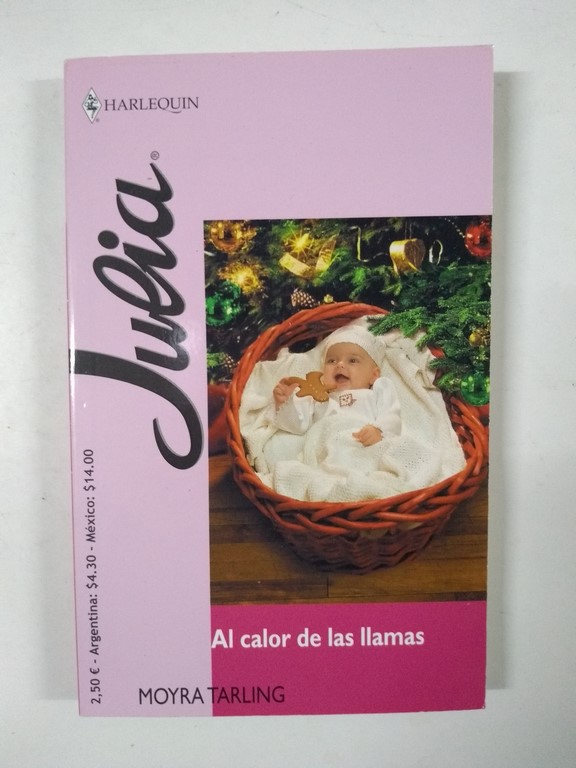 HARLEQUIN
Julia®
Al calor de las llamas
MOYRA TARLING
2,50 € - Argentina: $4.30 - México: $14.00